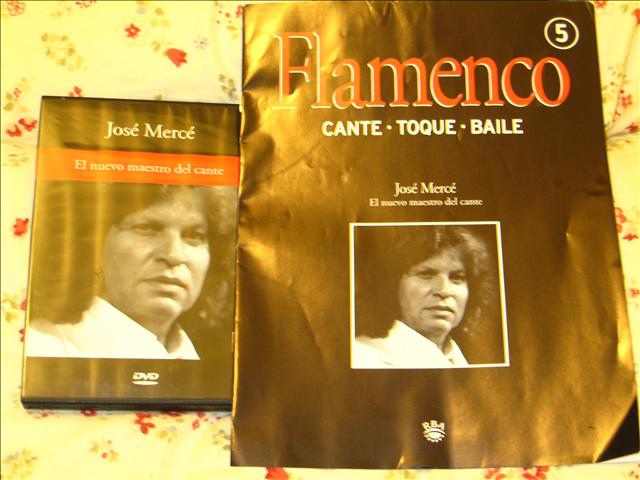 José Mercé
El nuevo maestro del cante
DVD
5
Flamenco
CANTE · TOQUE · BAILE
José Mercé
El nuevo maestro del cante
RBA